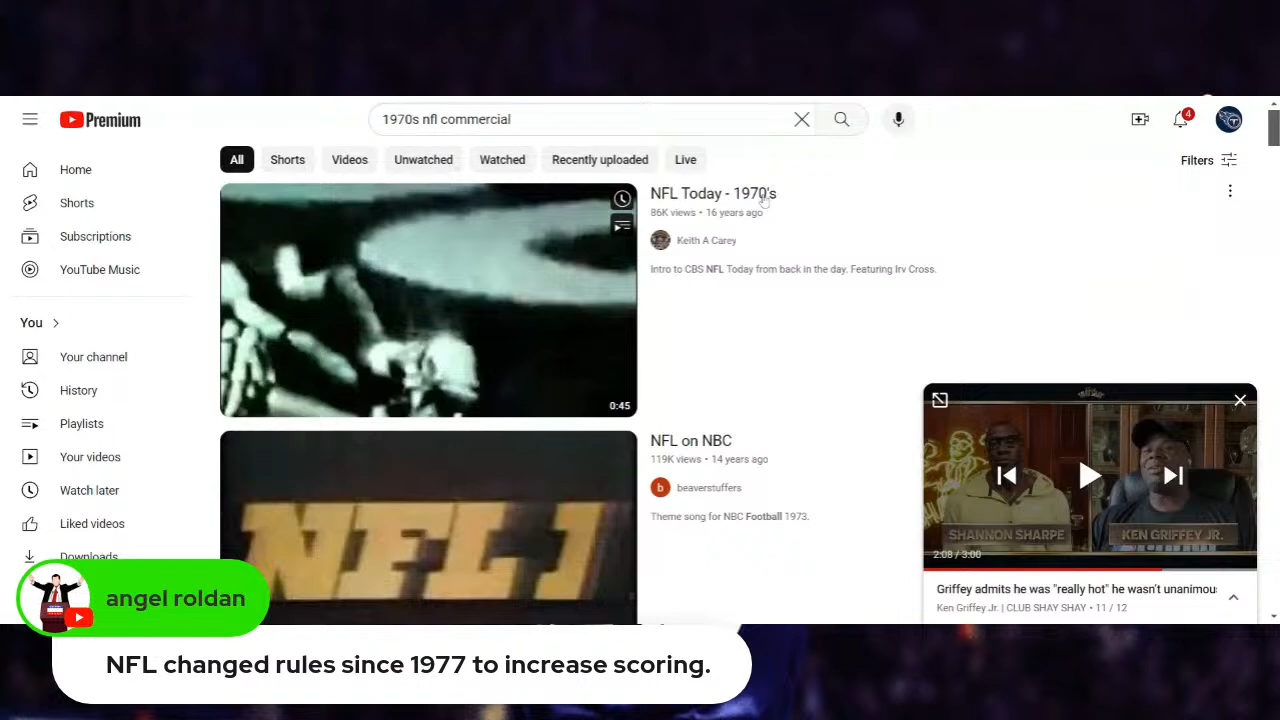 Premium
1970s nfl commercial
4
All
Shorts
Videos
Unwatched
Watched
Recently uploaded
Live
Filters
Home
Shorts
Subscriptions
YouTube Music
You
Your channel
History
Playlists
Your videos
Watch later
Liked videos
Downloads
0:45
NFL Today - 1970's
86K views • 16 years ago
Keith A Carey
Intro to CBS NFL Today from back in the day. Featuring Irv Cross.
NFL
NFL on NBC
119K views • 14 years ago
b
beaverstuffers
Theme song for NBC Football 1973.
SHANNON SHARPE
KEN GRIFFEY JR.
2:08 / 3:00
Griffey admits he was "really hot" he wasn't unanimou
Ken Griffey Jr. | CLUB SHAY SHAY • 11 / 12
angel roldan
NFL changed rules since 1977 to increase scoring.